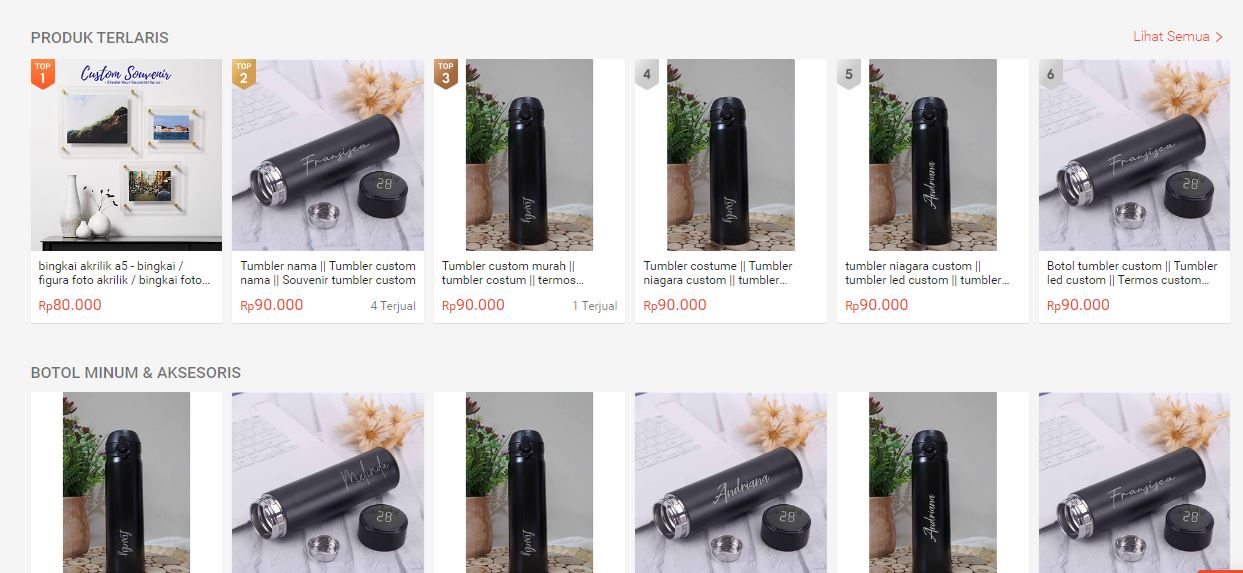 PRODUK TERLARIS
Lihat Semua
TOP
1
Custom Souvenir
TOP
2
Fransisca
28
TOP
3
Lusdy
4
Lusdy
5
Andriana
6
Fransisca
28
bingkai akrilik a5 - bingkai /
figura foto akrilik / bingkai foto...
Rp80.000
Tumbler nama || Tumbler custom
nama || Souvenir tumbler custom
Rp90.000
4 Terjual
Tumbler custom murah ||
tumbler costum || termos...
Rp90.000
1 Terjual
Tumbler costume || Tumbler
niagara custom || tumbler...
Rp90.000
tumbler niagara custom ||
tumbler led custom || tumbler...
Rp90.000
Botol tumbler custom || Tumbler
led custom || Termos custom...
Rp90.000
BOTOL MINUM & AKSESORIS
Melinda
28
Andriana
28
Andriana
Fransisca
28